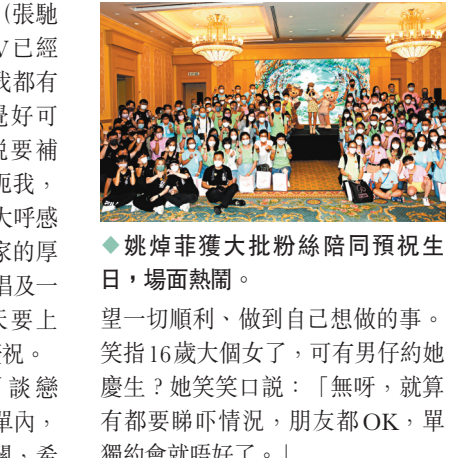 （張馳
V已經
我都有
覺好可
説要補
扼我，
大呼感
家的厚
唱及一
天要上
祝。
談戀
單內，
鬧，希
◆姚焯菲獲大批粉絲陪同預祝生
日，場面熱鬧。
望一切順利、做到自己想做的事。
笑指16歲大個女了，可有男仔約她
慶生？她笑笑口説：「無呀，就算
有都要睇吓情況，朋友都OK，單
獨約會就唔好了。」